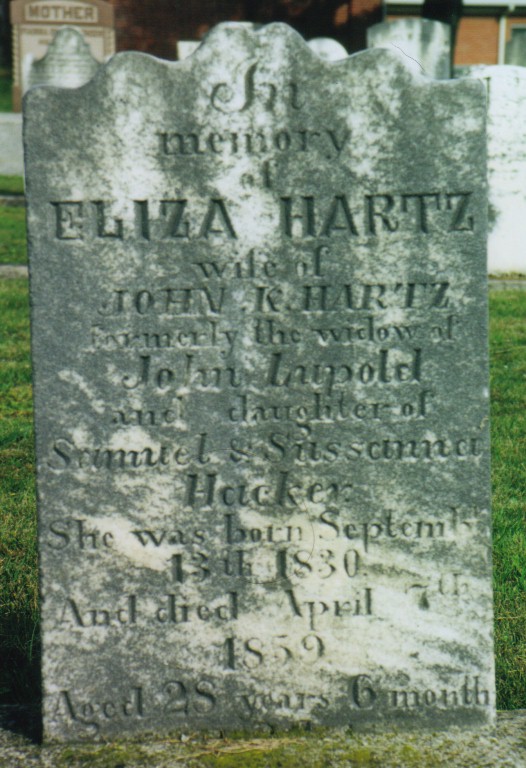 MOTHER
In
memory
of
ELIZA HARTZ
wife of
JOHN K. HARTZ
formerly the widow of
John Lupold
and daughter of
Samuel & Sussanna
Hacker
She was born Septemb
13th 1830
And died April 7th
1859
Aged 28 years 6 month